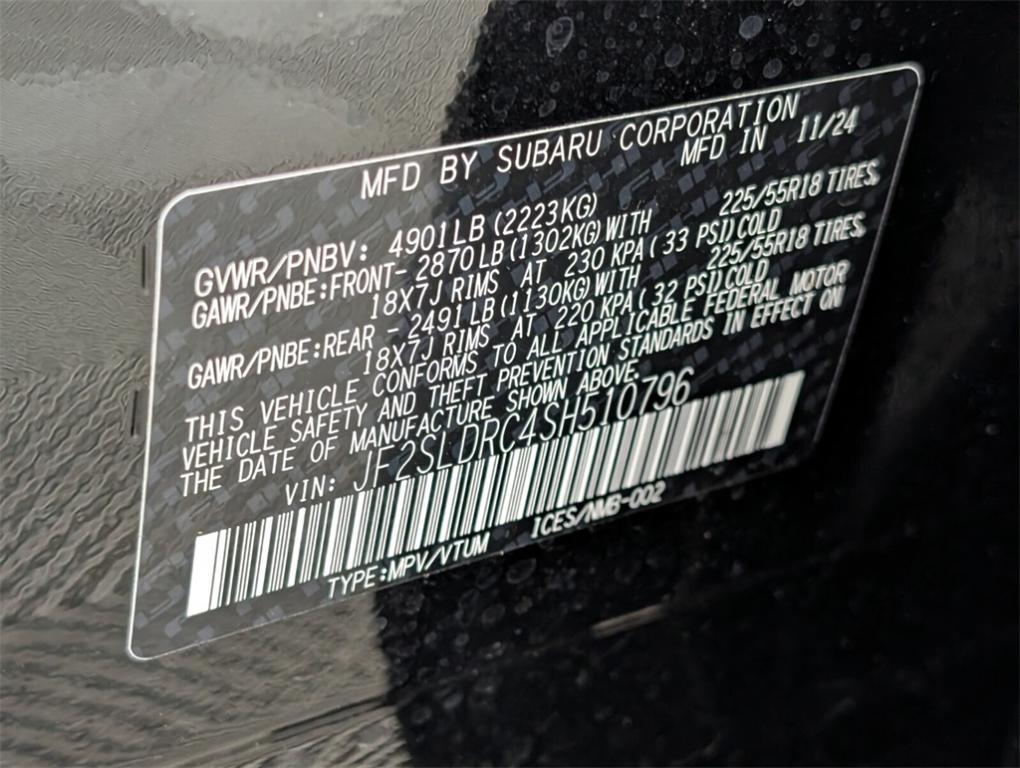 MFD BY SUBARU CORPORATION
MFD IN 11/24
GVWR/PNBV: 4901LB (2223KG)
GAWR/PNBE:FRONT- 2870LB(1302KG)WITH 225/55R18 TIRES,
18X7J RIMS AT 230 KPA( 33 PSI)COLD
GAWR/PNBE:REAR - 2491LB(1130KG)WITH 225/55R18 TIRES,
18X7J RIMS AT 220 KPA( 32 PSI)COLD
THIS VEHICLE CONFORMS TO ALL APPLICABLE FEDERAL MOTOR
VEHICLE SAFETY AND THEFT PREVENTION STANDARDS IN EFFECT ON
THE DATE OF MANUFACTURE SHOWN ABOVE.
VIN: JF2SLDRC4SH510796
TYPE:MPV/VTUM ICES/NMB-002